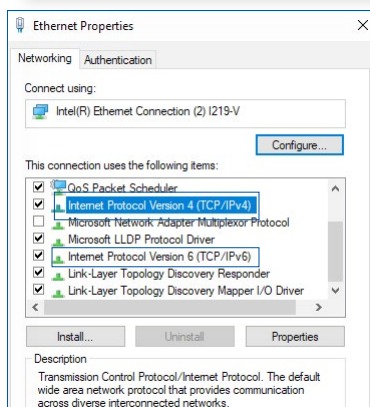 Ethernet Properties
Networking Authentication
Connect using:
Intel(R) Ethernet Connection (2) I219-V
Configure...
This connection uses the following items:
QoS Packet Scheduler
Internet Protocol Version 4 (TCP/IPv4)
Microsoft Network Adapter Multiplexor Protocol
Microsoft LLDP Protocol Driver
Internet Protocol Version 6 (TCP/IPv6)
Link-Layer Topology Discovery Responder
Link-Layer Topology Discovery Mapper I/O Driver
Install... Uninstall Properties
Description
Transmission Control Protocol/Internet Protocol. The default
wide area network protocol that provides communication
across diverse interconnected networks.